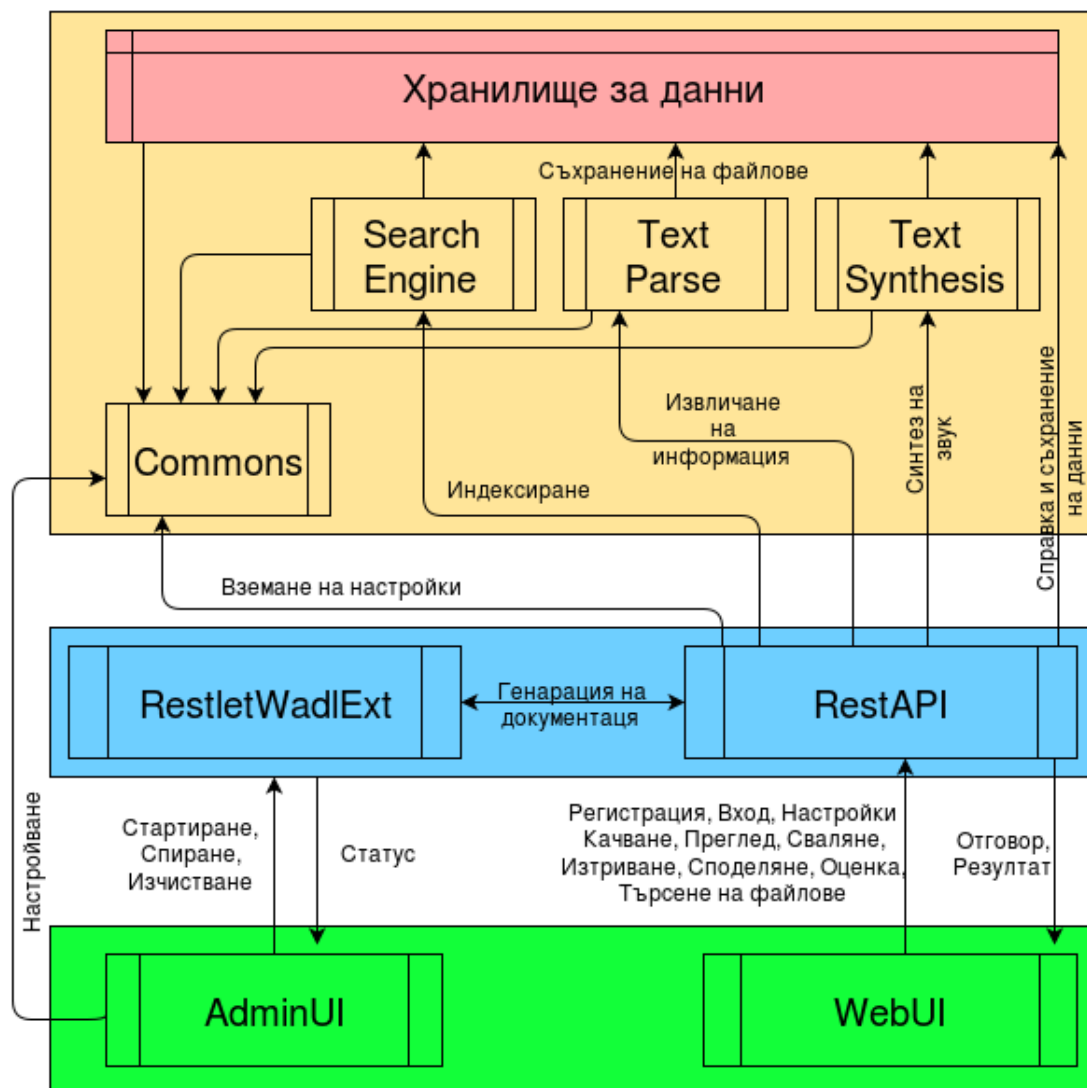 Хранилище за данни
Съхранение на файлове
Search
Engine
Text
Parse
Text
Synthesis
Извличане
на
информация
Синтез на
звук
Справка и съхранение
на данни
Commons
Индексиране
Вземане на настройки
RestletWadlExt
Генарация на
документаця
RestAPI
Настройване
Стартиране,
Спиране,
Изчистване
Статус
Регистрация, Вход, Настройки
Качване, Преглед, Сваляне,
Изтриване, Споделяне, Оценка,
Търсене на файлове
Отговор,
Резултат
AdminUI
WebUI